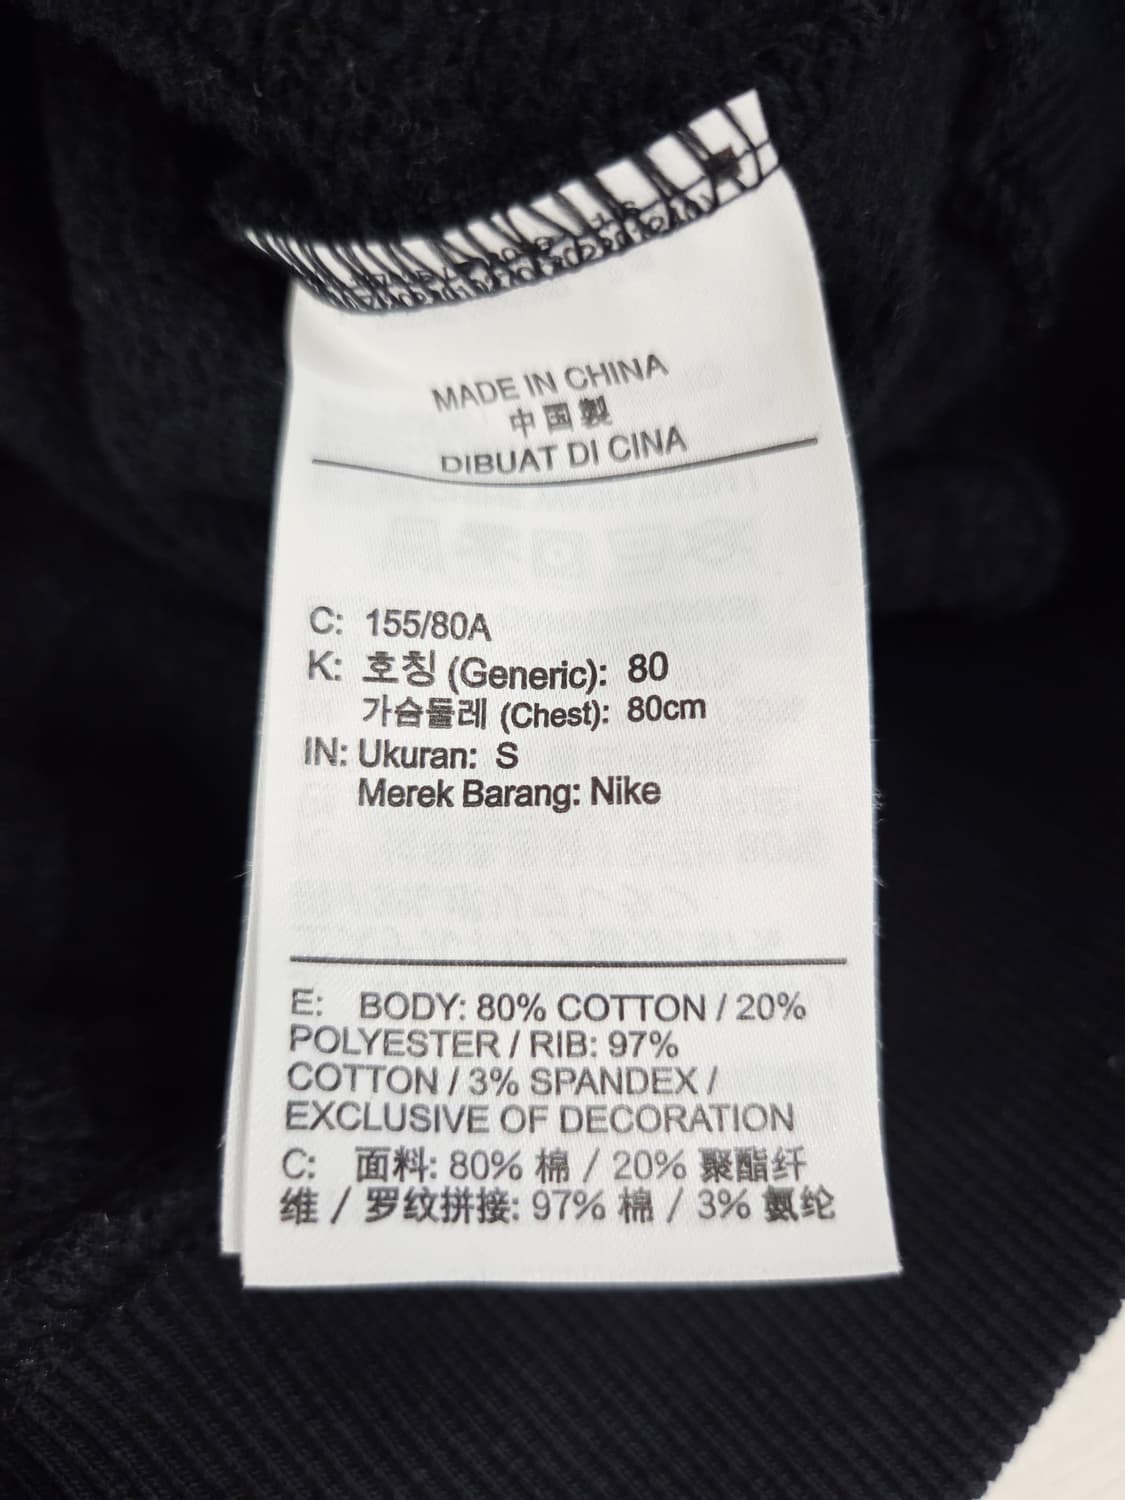 MADE IN CHINA
中国製
DIBUAT DI CINA
C: 155/80A
K: 호칭 (Generic): 80
가슴둘레 (Chest): 80cm
IN: Ukuran: S
Merek Barang: Nike
E: BODY: 80% COTTON / 20%
POLYESTER / RIB: 97%
COTTON / 3% SPANDEX /
EXCLUSIVE OF DECORATION
C: 面料: 80% 棉 / 20% 聚酯纤
维 / 罗纹拼接: 97% 棉 / 3% 氨纶